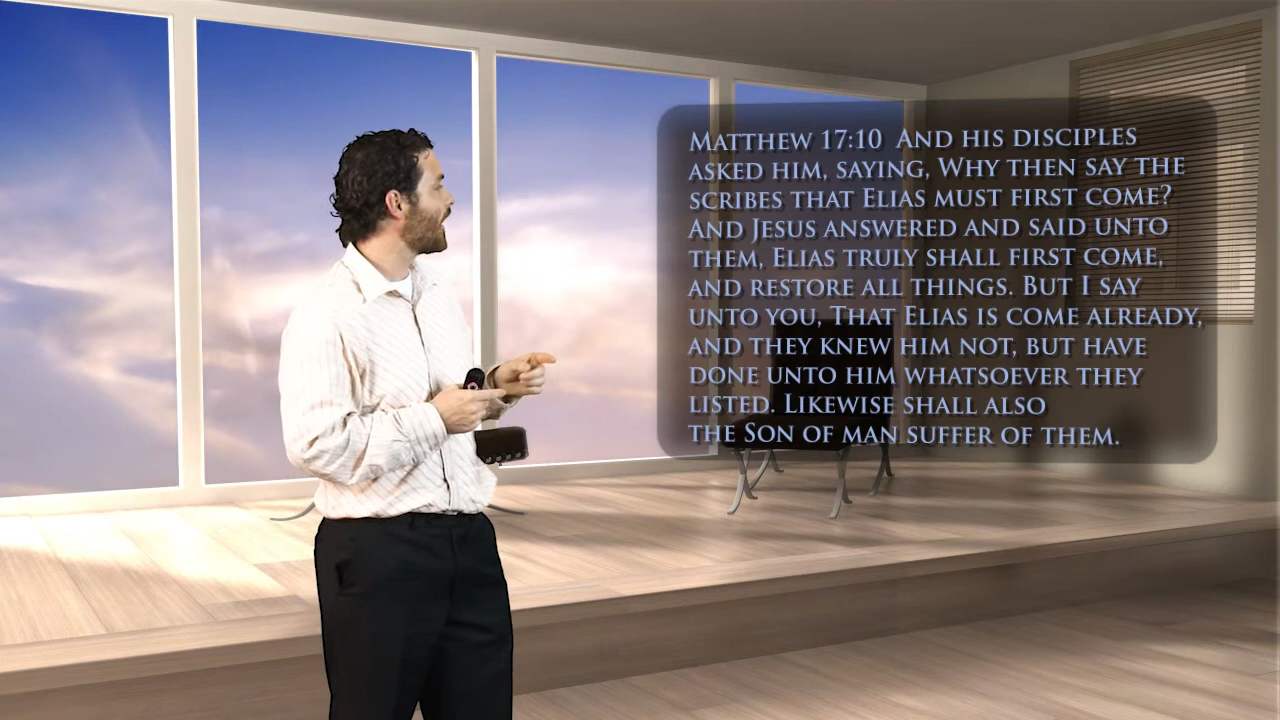 Matthew 17:10 And his disciples
asked him, saying, Why then say the
scribes that Elias must first come?
And Jesus answered and said unto
them, Elias truly shall first come,
and restore all things. But I say
unto you, That Elias is come already,
and they knew him not, but have
done unto him whatsoever they
listed. Likewise shall also
the Son of man suffer of them.